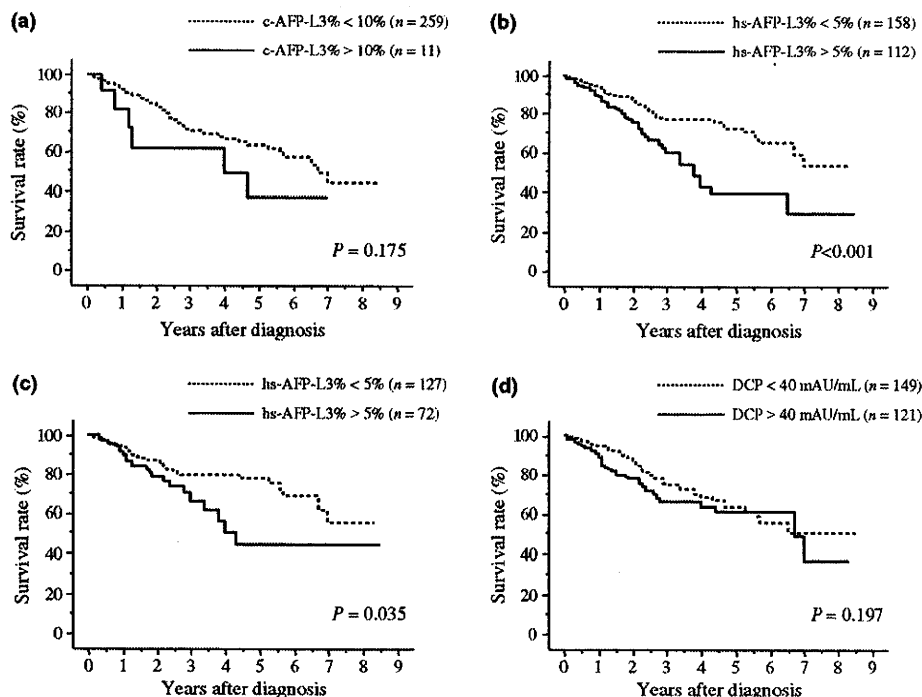 (a)
c-AFP-L3% < 10% (n = 259)
c-AFP-L3% > 10% (n = 11)
Survival rate (%)
100
80
60
40
20
0
P = 0.175
0 1 2 3 4 5 6 7 8 9
Years after diagnosis
(b)
hs-AFP-L3% < 5% (n = 158)
hs-AFP-L3% > 5% (n = 112)
Survival rate (%)
100
80
60
40
20
0
P<0.001
0 1 2 3 4 5 6 7 8 9
Years after diagnosis
(c)
hs-AFP-L3% < 5% (n = 127)
hs-AFP-L3% > 5% (n = 72)
Survival rate (%)
100
80
60
40
20
0
P = 0.035
0 1 2 3 4 5 6 7 8 9
Years after diagnosis
(d)
DCP < 40 mAU/mL (n = 149)
DCP > 40 mAU/mL (n = 121)
Survival rate (%)
100
80
60
40
20
0
P = 0.197
0 1 2 3 4 5 6 7 8 9
Years after diagnosis